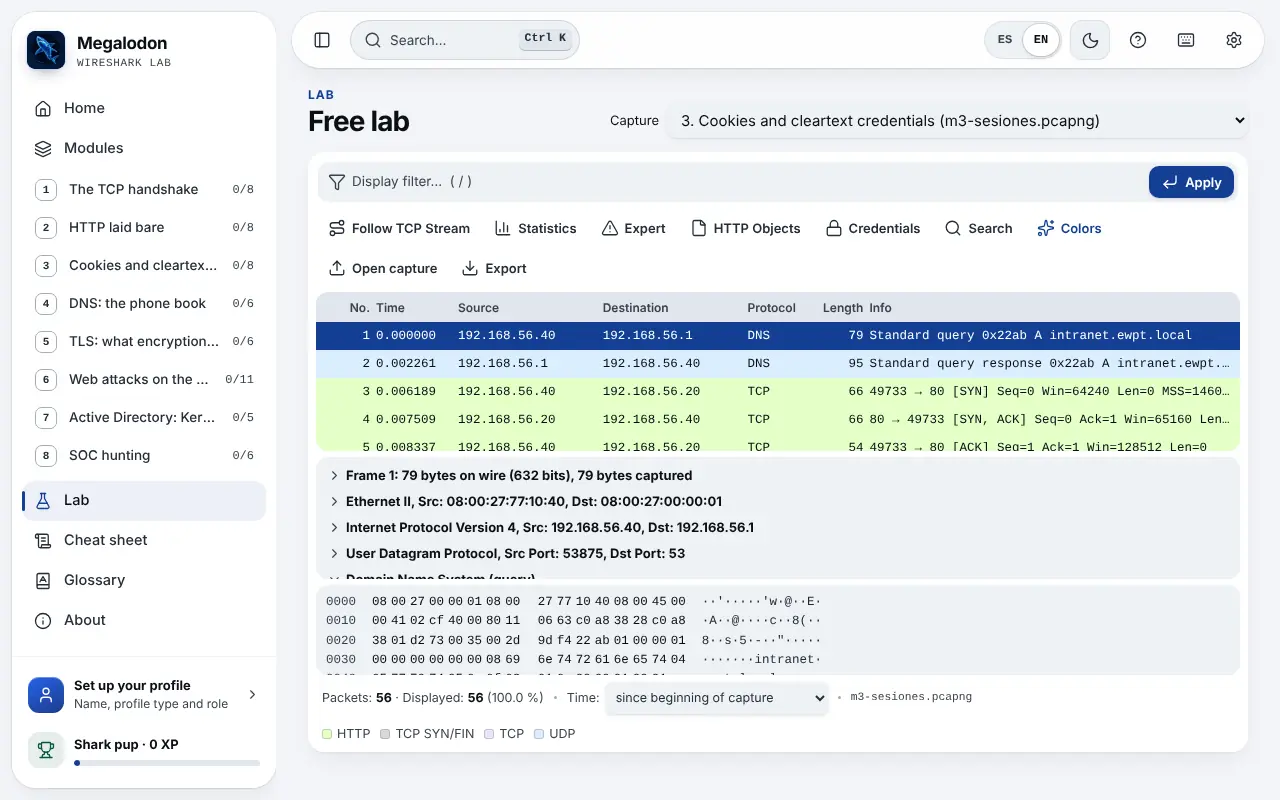 Megalodon
WIRESHARK LAB
Home
Modules
1 The TCP handshake 0/8
2 HTTP laid bare 0/8
3 Cookies and cleartex... 0/8
4 DNS: the phone book 0/6
5 TLS: what encryption... 0/6
6 Web attacks on the ... 0/11
7 Active Directory: Ker... 0/5
8 SOC hunting 0/6
Lab
Cheat sheet
Glossary
About
Set up your profile
Name, profile type and role
Shark pup · 0 XP
Search... Ctrl K
ES EN
LAB
Free lab
Capture 3. Cookies and cleartext credentials (m3-sesiones.pcapng)
Display filter... ( / ) Apply
Follow TCP Stream Statistics Expert HTTP Objects Credentials Search Colors
Open capture Export
No. Time Source Destination Protocol Length Info
1 0.000000 192.168.56.40 192.168.56.1 DNS 79 Standard query 0x22ab A intranet.ewpt.local
2 0.002261 192.168.56.1 192.168.56.40 DNS 95 Standard query response 0x22ab A intranet.ewpt.…
3 0.006189 192.168.56.40 192.168.56.20 TCP 66 49733 → 80 [SYN] Seq=0 Win=64240 Len=0 MSS=1460…
4 0.007509 192.168.56.20 192.168.56.40 TCP 66 80 → 49733 [SYN, ACK] Seq=0 Ack=1 Win=65160 Len…
5 0.008337 192.168.56.40 192.168.56.20 TCP 54 49733 → 80 [ACK] Seq=1 Ack=1 Win=128512 Len=0
Frame 1: 79 bytes on wire (632 bits), 79 bytes captured
Ethernet II, Src: 08:00:27:77:10:40, Dst: 08:00:27:00:00:01
Internet Protocol Version 4, Src: 192.168.56.40, Dst: 192.168.56.1
User Datagram Protocol, Src Port: 53875, Dst Port: 53
Domain Name System (query)
0000 08 00 27 00 00 01 08 00 27 77 10 40 08 00 45 00 ··'·····'w·@··E·
0010 00 41 02 cf 40 00 80 11 06 63 c0 a8 38 28 c0 a8 ·A··@····c··8(··
0020 38 01 d2 73 00 35 00 2d 9d f4 22 ab 01 00 00 01 8··s·5·-··"·····
0030 00 00 00 00 00 00 08 69 6e 74 72 61 6e 65 74 04 ·······intranet·
Packets: 56 · Displayed: 56 (100.0 %) • Time: since beginning of capture • m3-sesiones.pcapng
HTTP TCP SYN/FIN TCP UDP